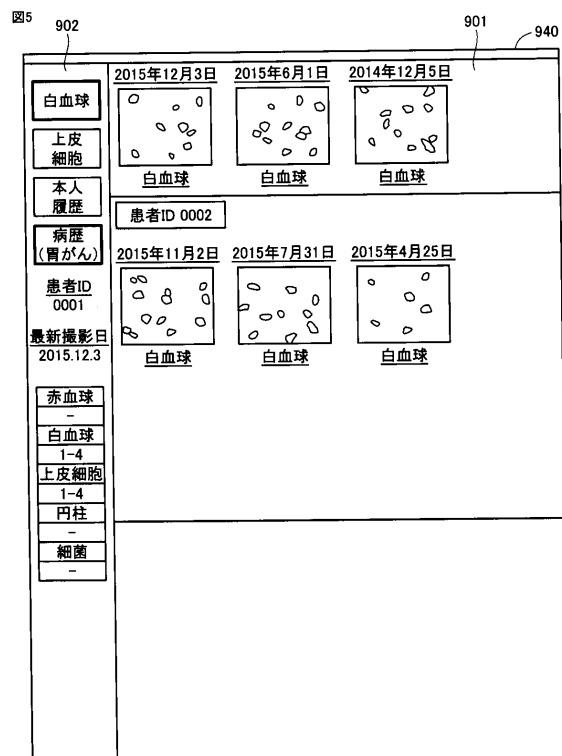 図5
902
901
940
白血球
上皮
細胞
本人
履歴
病歴
(胃がん)
患者ID
0001
最新撮影日
2015.12.3
赤血球
-
白血球
1-4
上皮細胞
1-4
円柱
-
細菌
-
2015年12月3日
2015年6月1日
2014年12月5日
白血球
白血球
白血球
患者ID 0002
2015年11月2日
2015年7月31日
2015年4月25日
白血球
白血球
白血球